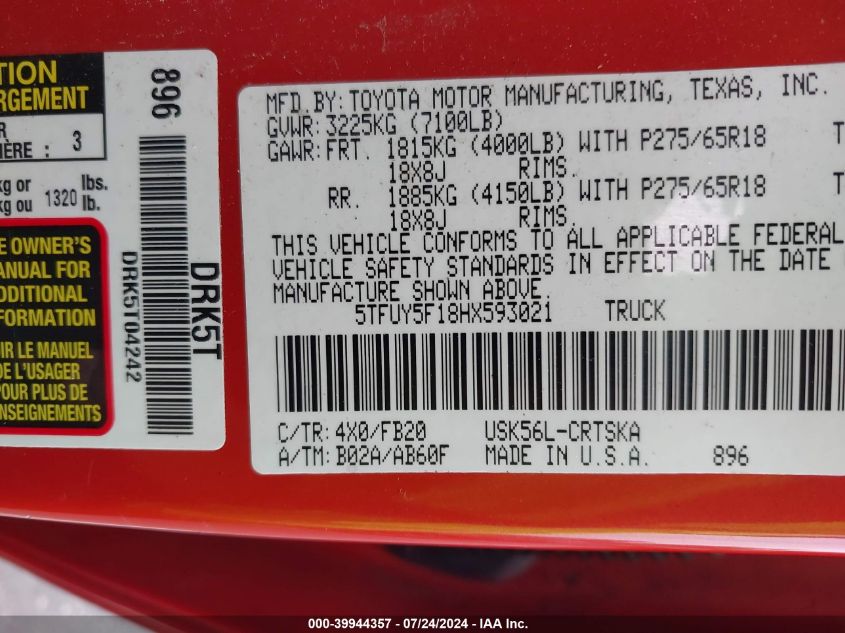 TION
RGEMENT
R
IÈRE : 3
kg or 1320 lbs.
kg ou lb.
E OWNER'S
ANUAL FOR
DDITIONAL
FORMATION
IR LE MANUEL
DE L'USAGER
POUR PLUS DE
ENSEIGNEMENTS
896
DRK5T
DRK5T04242
MFD.BY:TOYOTA MOTOR MANUFACTURING, TEXAS, INC.
GVWR:3225KG (7100LB)
GAWR:FRT. 1815KG (4000LB) WITH P275/65R18 T
18X8J RIMS.
RR. 1885KG (4150LB) WITH P275/65R18 T
18X8J RIMS.
THIS VEHICLE CONFORMS TO ALL APPLICABLE FEDERAL
VEHICLE SAFETY STANDARDS IN EFFECT ON THE DATE
MANUFACTURE SHOWN ABOVE.
5TFUY5F18HX593021 TRUCK
C/TR:4X0/FB20 USK56L-CRTSKA
A/TM:B02A/AB60F MADE IN U.S.A. 896
000-39944357 - 07/24/2024 - IAA Inc.